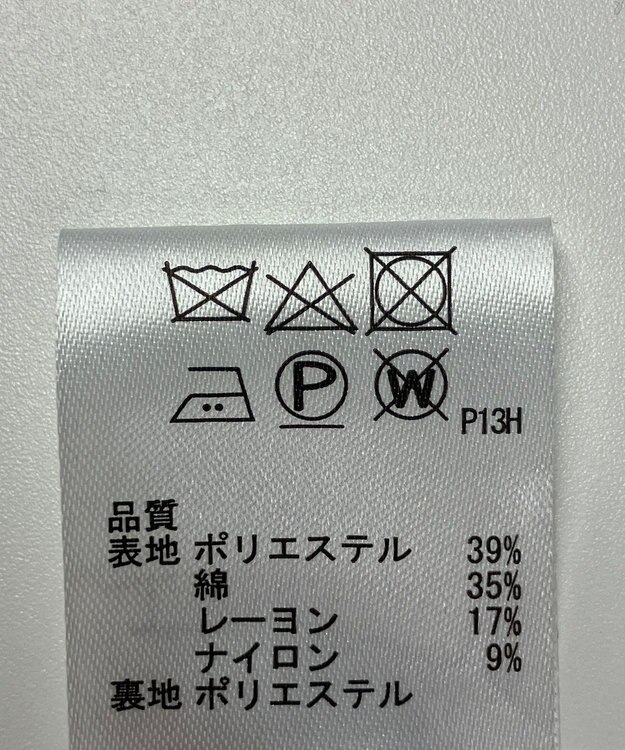 P W P13H
品質
表地 ポリエステル 39%
綿 35%
レーヨン 17%
ナイロン 9%
裏地 ポリエステル